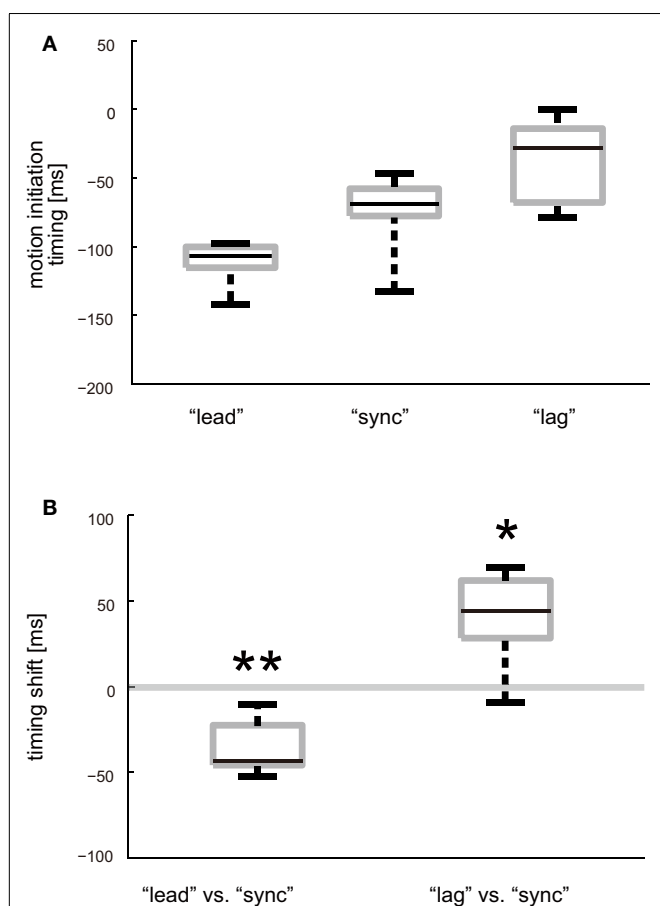 A
motion initiation
timing [ms]
50
0
−50
−100
−150
−200
“lead” “sync” “lag”
B
timing shift [ms]
100
50
0
−50
−100
**
*
“lead” vs. “sync” “lag” vs. “sync”